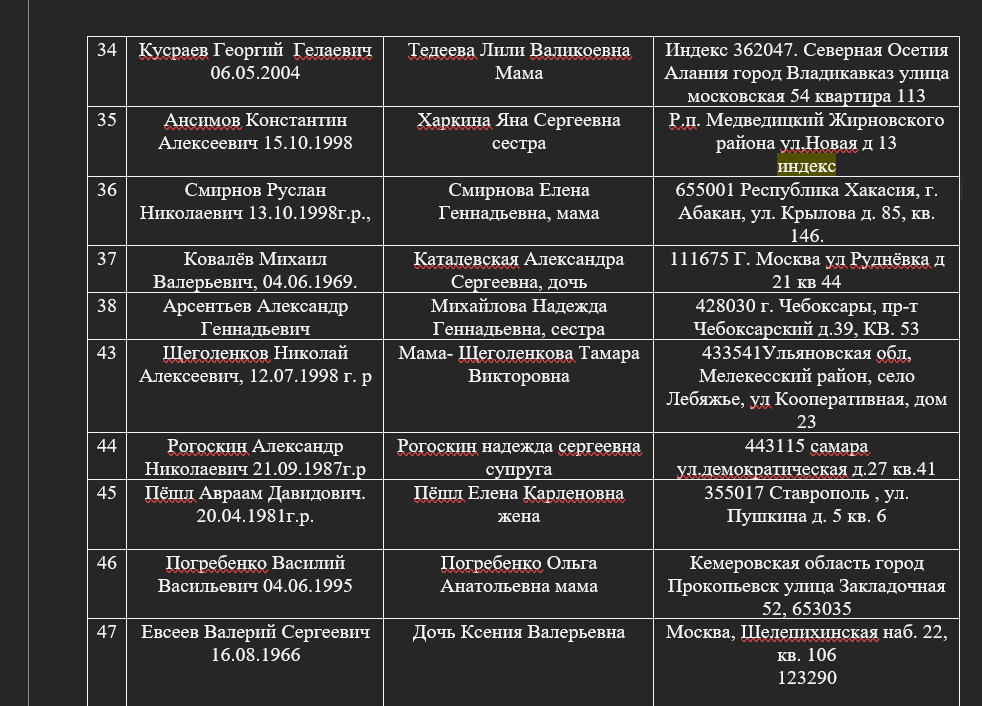 34
Кусраев Георгий Гелаевич
06.05.2004
Тедеева Лили Валикоевна
Мама
Индекс 362047. Северная Осетия
Алания город Владикавказ улица
московская 54 квартира 113
35
Ансимов Константин
Алексеевич 15.10.1998
Харкина Яна Сергеевна
сестра
Р.п. Медведицкий Жирновского
района ул.Новая д 13
индекс
36
Смирнов Руслан
Николаевич 13.10.1998г.р.,
Смирнова Елена
Геннадьевна, мама
655001 Республика Хакасия, г.
Абакан, ул. Крылова д. 85, кв.
146.
37
Ковалёв Михаил
Валерьевич, 04.06.1969.
Каталевская Александра
Сергеевна, дочь
111675 Г. Москва ул Руднёвка д
21 кв 44
38
Арсентьев Александр
Геннадьевич
Михайлова Надежда
Геннадьевна, сестра
428030 г. Чебоксары, пр-т
Чебоксарский д.39, КВ. 53
43
Щеголенков Николай
Алексеевич, 12.07.1998 г. р
Мама- Щеголенкова Тамара
Викторовна
433541Ульяновская обл,
Мелекесский район, село
Лебяжье, ул Кооперативная, дом
23
44
Рогоскин Александр
Николаевич 21.09.1987г.р
Рогоскин надежда сергеевна
супруга
443115 самара
ул.демократическая д.27 кв.41
45
Пёшл Авраам Давидович.
20.04.1981г.р.
Пёшл Елена Карленовна
жена
355017 Ставрополь , ул.
Пушкина д. 5 кв. 6
46
Погребенко Василий
Васильевич 04.06.1995
Погребенко Ольга
Анатольевна мама
Кемеровская область город
Прокопьевск улица Закладочная
52, 653035
47
Евсеев Валерий Сергеевич
16.08.1966
Дочь Ксения Валерьевна
Москва, Шелепихинская наб. 22,
кв. 106
123290